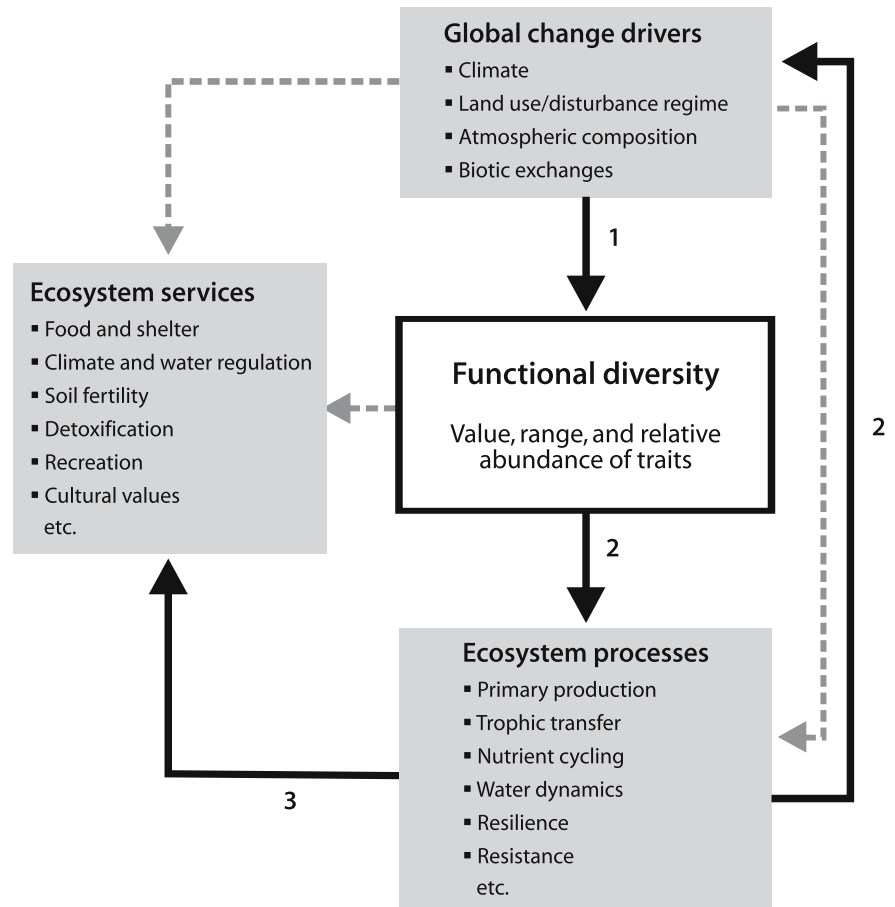 Global change drivers
▪ Climate
▪ Land use/disturbance regime
▪ Atmospheric composition
▪ Biotic exchanges
1
Ecosystem services
▪ Food and shelter
▪ Climate and water regulation
▪ Soil fertility
▪ Detoxification
▪ Recreation
▪ Cultural values
etc.
Functional diversity
Value, range, and relative
abundance of traits
2
2
Ecosystem processes
▪ Primary production
▪ Trophic transfer
▪ Nutrient cycling
▪ Water dynamics
▪ Resilience
▪ Resistance
etc.
3